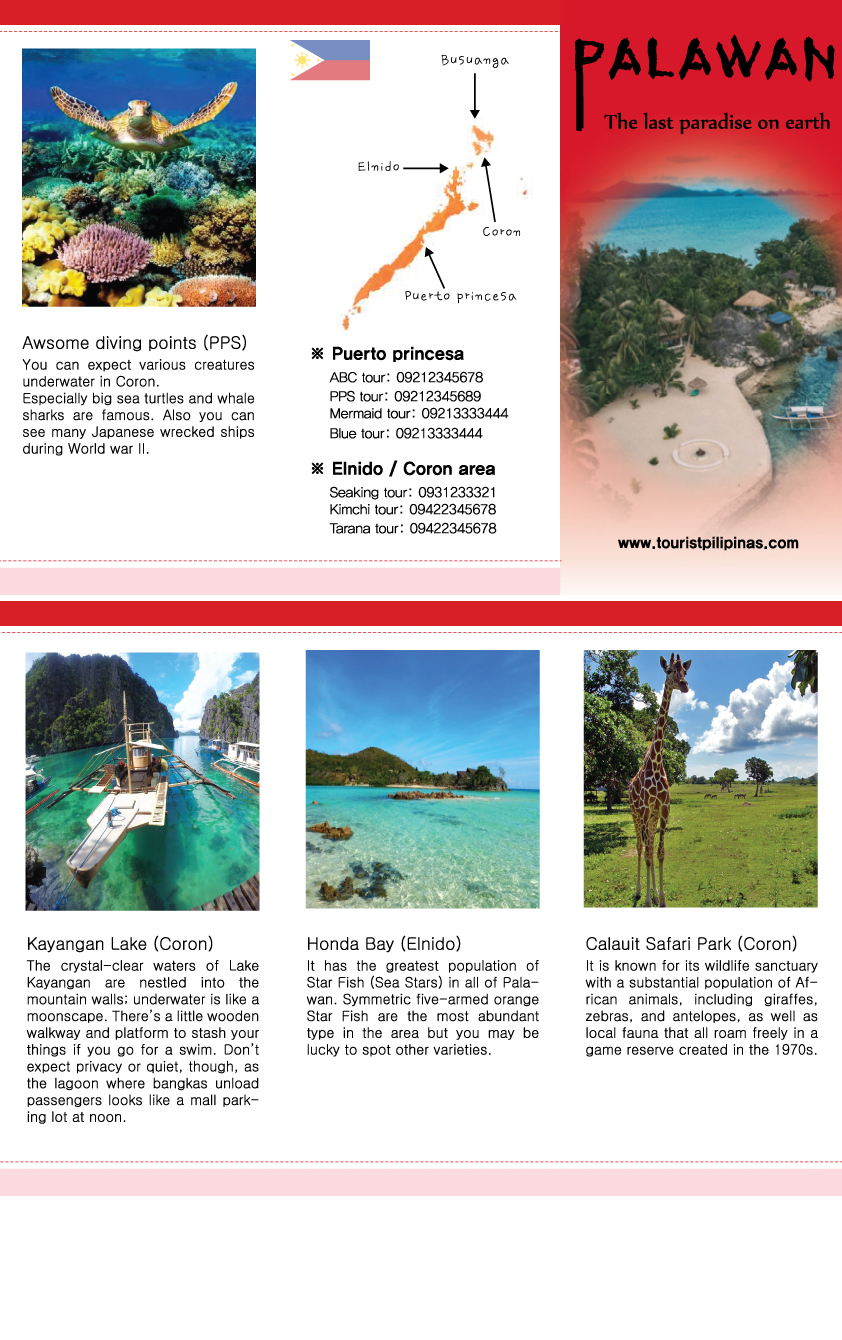 Awsome diving points (PPS)
You can expect various creatures
underwater in Coron.
Especially big sea turtles and whale
sharks are famous. Also you can
see many Japanese wrecked ships
during World war II.
Busuanga
Elnido
Coron
Puerto princesa
※ Puerto princesa
ABC tour: 09212345678
PPS tour: 09212345689
Mermaid tour: 09213333444
Blue tour: 09213333444
※ Elnido / Coron area
Seaking tour: 0931233321
Kimchi tour: 09422345678
Tarana tour: 09422345678
PALAWAN
The last paradise on earth
www.touristpilipinas.com
Kayangan Lake (Coron)
The crystal-clear waters of Lake
Kayangan are nestled into the
mountain walls; underwater is like a
moonscape. There's a little wooden
walkway and platform to stash your
things if you go for a swim. Don't
expect privacy or quiet, though, as
the lagoon where bangkas unload
passengers looks like a mall park-
ing lot at noon.
Honda Bay (Elnido)
It has the greatest population of
Star Fish (Sea Stars) in all of Pala-
wan. Symmetric five-armed orange
Star Fish are the most abundant
type in the area but you may be
lucky to spot other varieties.
Calauit Safari Park (Coron)
It is known for its wildlife sanctuary
with a substantial population of Af-
rican animals, including giraffes,
zebras, and antelopes, as well as
local fauna that all roam freely in a
game reserve created in the 1970s.